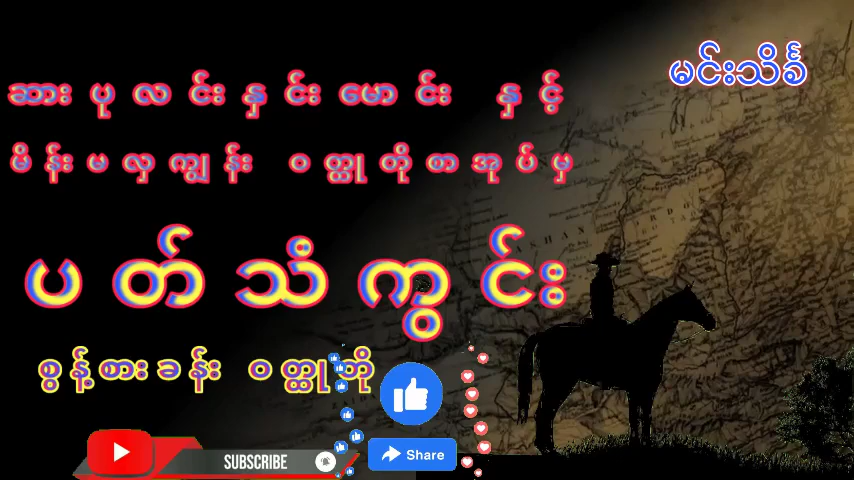 မင်းသိင်္ခ
ဆားပုလင်းနှင်းမောင်း နှင့်
မိန်းမလှကျွန်း ဝတ္ထုတိုတအုပ်မှ
ပတ်သံကွင်း
စွန့်စားခန်း ဝတ္ထုတို
SUBSCRIBE
Share